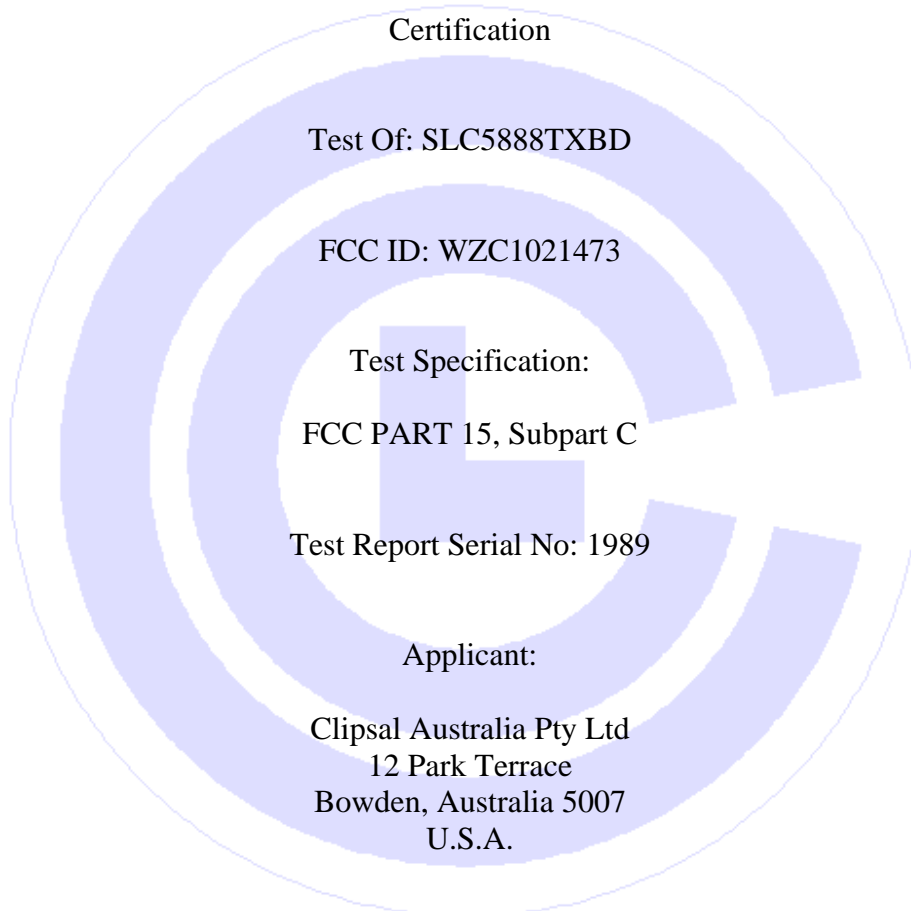 Certification
Test Of: SLC5888TXBD
FCC ID: WZC1021473
Test Specification:
FCC PART 15, Subpart C
Test Report Serial No: 1989
Applicant:
Clipsal Australia Pty Ltd
12 Park Terrace
Bowden, Australia 5007
U.S.A.